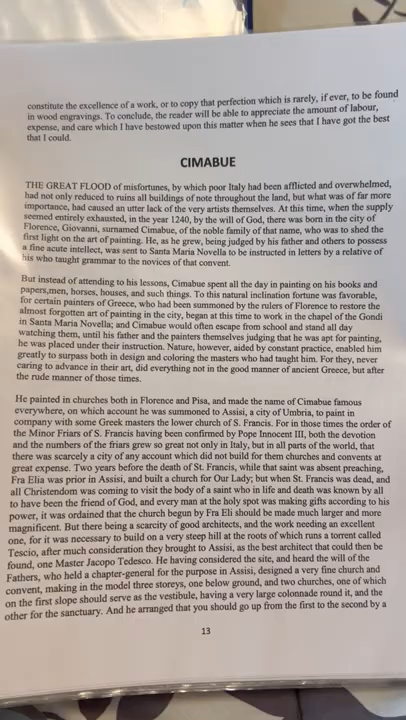 constitute the excellence of a work, or to copy that perfection which is rarely, if ever, to be found
in wood engravings. To conclude, the reader will be able to appreciate the amount of labour,
expense, and care which I have bestowed upon this matter when he sees that I have got the best
that I could.
CIMABUE
THE GREAT FLOOD of misfortunes, by which poor Italy had been afflicted and overwhelmed,
had not only reduced to ruins all buildings of note throughout the land, but what was of far more
importance, had caused an utter lack of the very artists themselves. At this time, when the supply
seemed entirely exhausted, in the year 1240, by the will of God, there was born in the city of
Florence, Giovanni, surnamed Cimabue, of the noble family of that name, who was to shed the
first light on the art of painting. He, as he grew, being judged by his father and others to possess
a fine acute intellect, was sent to Santa Maria Novella to be instructed in letters by a relative of
his who taught grammar to the novices of that convent.
But instead of attending to his lessons, Cimabue spent all the day in painting on his books and
papers,men, horses, houses, and such things. To this natural inclination fortune was favorable,
for certain painters of Greece, who had been summoned by the rulers of Florence to restore the
almost forgotten art of painting in the city, began at this time to work in the chapel of the Gondi
in Santa Maria Novella; and Cimabue would often escape from school and stand all day
watching them, until his father and the painters themselves judging that he was apt for painting,
he was placed under their instruction. Nature, however, aided by constant practice, enabled him
greatly to surpass both in design and coloring the masters who had taught him. For they, never
caring to advance in their art, did everything not in the good manner of ancient Greece, but after
the rude manner of those times.
He painted in churches both in Florence and Pisa, and made the name of Cimabue famous
everywhere, on which account he was summoned to Assisi, a city of Umbria, to paint in
company with some Greek masters the lower church of S. Francis. For in those times the order of
the Minor Friars of S. Francis having been confirmed by Pope Innocent III, both the devotion
and the numbers of the friars grew so great not only in Italy, but in all parts of the world, that
there was scarcely a city of any account which did not build for them churches and convents at
great expense. Two years before the death of St. Francis, while that saint was absent preaching,
Fra Elia was prior in Assisi, and built a church for Our Lady; but when St. Francis was dead, and
all Christendom was coming to visit the body of a saint who in life and death was known by all
to have been the friend of God, and every man at the holy spot was making gifts according to his
power, it was ordained that the church begun by Fra Eli should be made much larger and more
magnificent. But there being a scarcity of good architects, and the work needing an excellent
one, for it was necessary to build on a very steep hill at the roots of which runs a torrent called
Tescio, after much consideration they brought to Assisi, as the best architect that could then be
found, one Master Jacopo Tedesco. He having considered the site, and heard the will of the
Fathers, who held a chapter-general for the purpose in Assisi, designed a very fine church and
convent, making in the model three storeys, one below ground, and two churches, one of which
on the first slope should serve as the vestibule, having a very large colonnade round it, and the
other for the sanctuary. And he arranged that you should go up from the first to the second by a
13